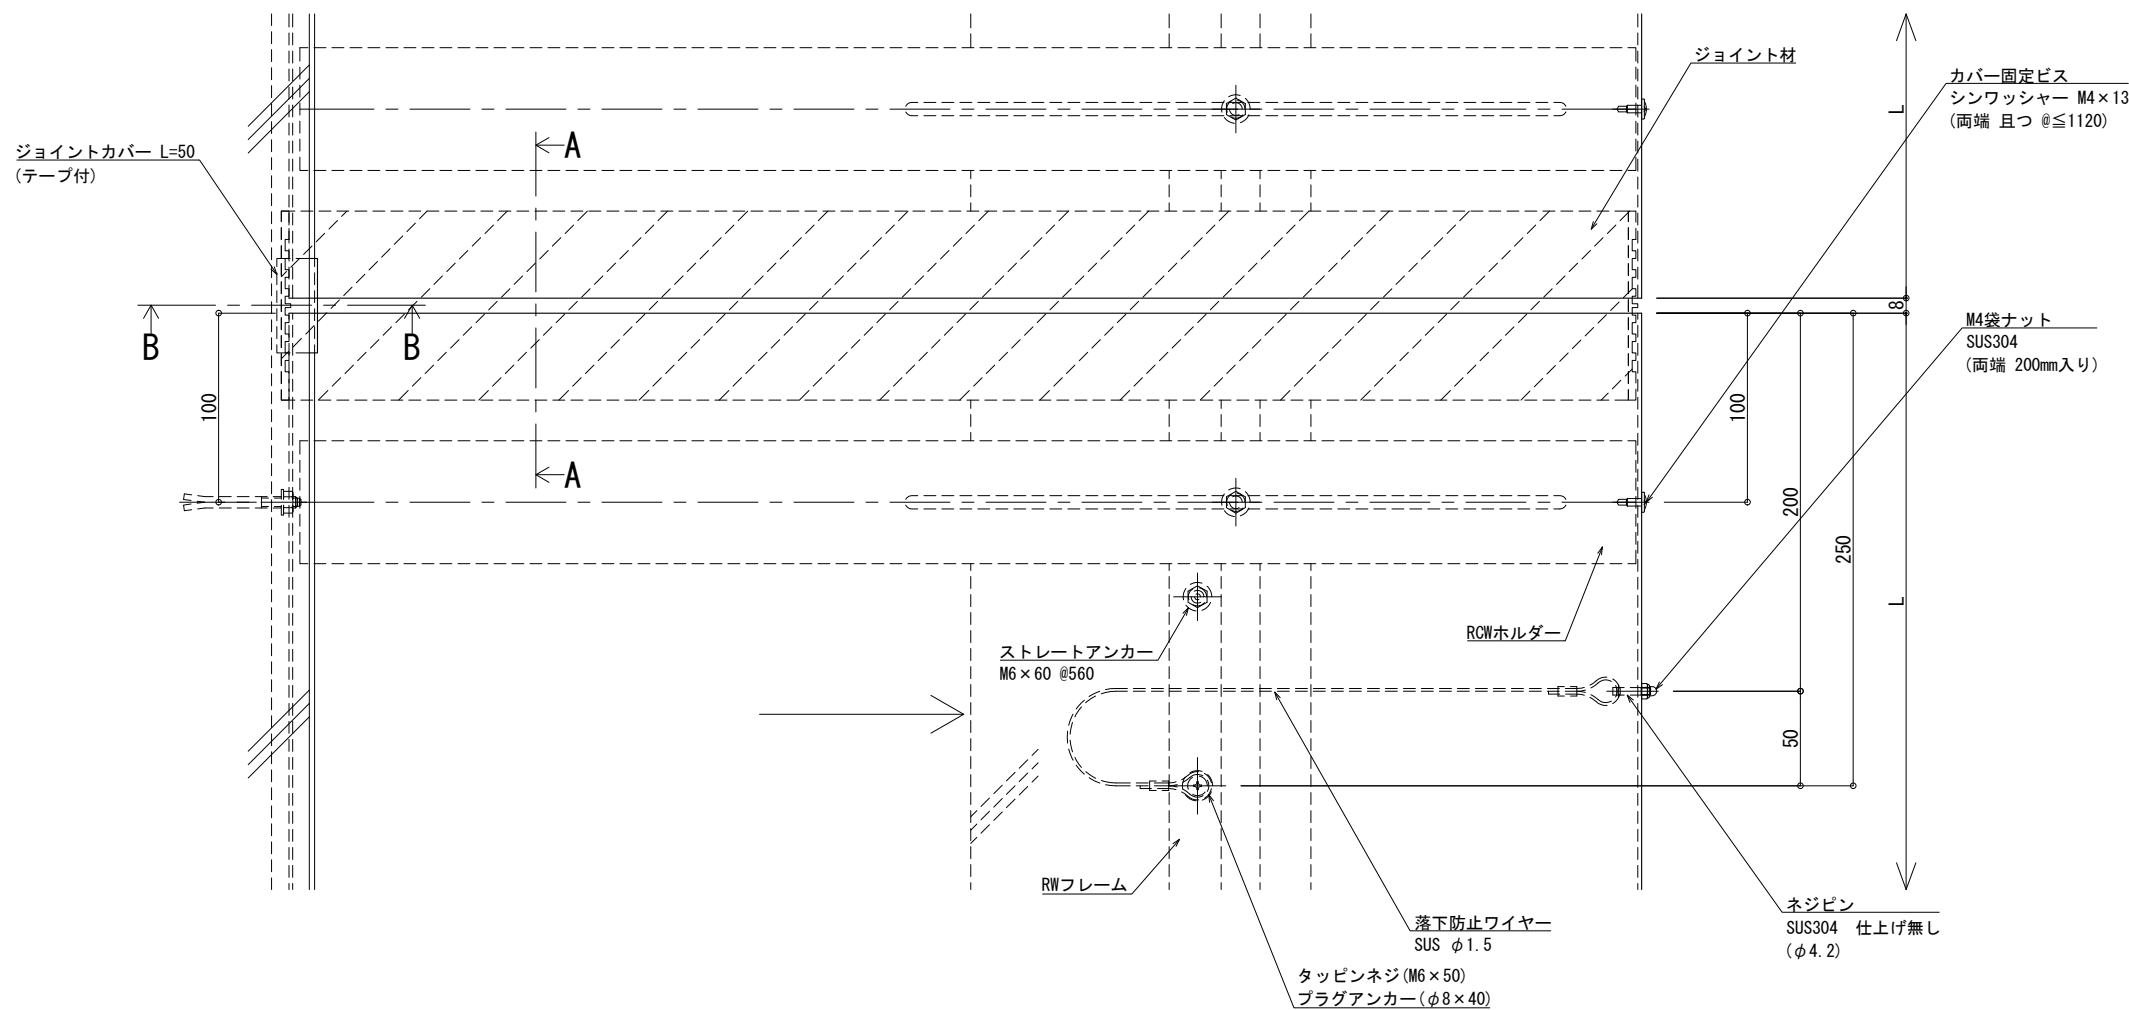 ジョイント材
カバー固定ビス
シンワッシャー M4×13
(両端 且つ @≦1120)
L
A
ジョイントカバー L=50
(テープ付)
8
B
B
M4袋ナット
SUS304
(両端 200mm入り)
100
100
A
200
250
L
RCWホルダー
ストレートアンカー
M6×60 @560
50
RWフレーム
ネジピン
SUS304 仕上げ無し
(φ4.2)
落下防止ワイヤー
SUS φ1.5
タッピンネジ(M6×50)
プラグアンカー(φ8×40)